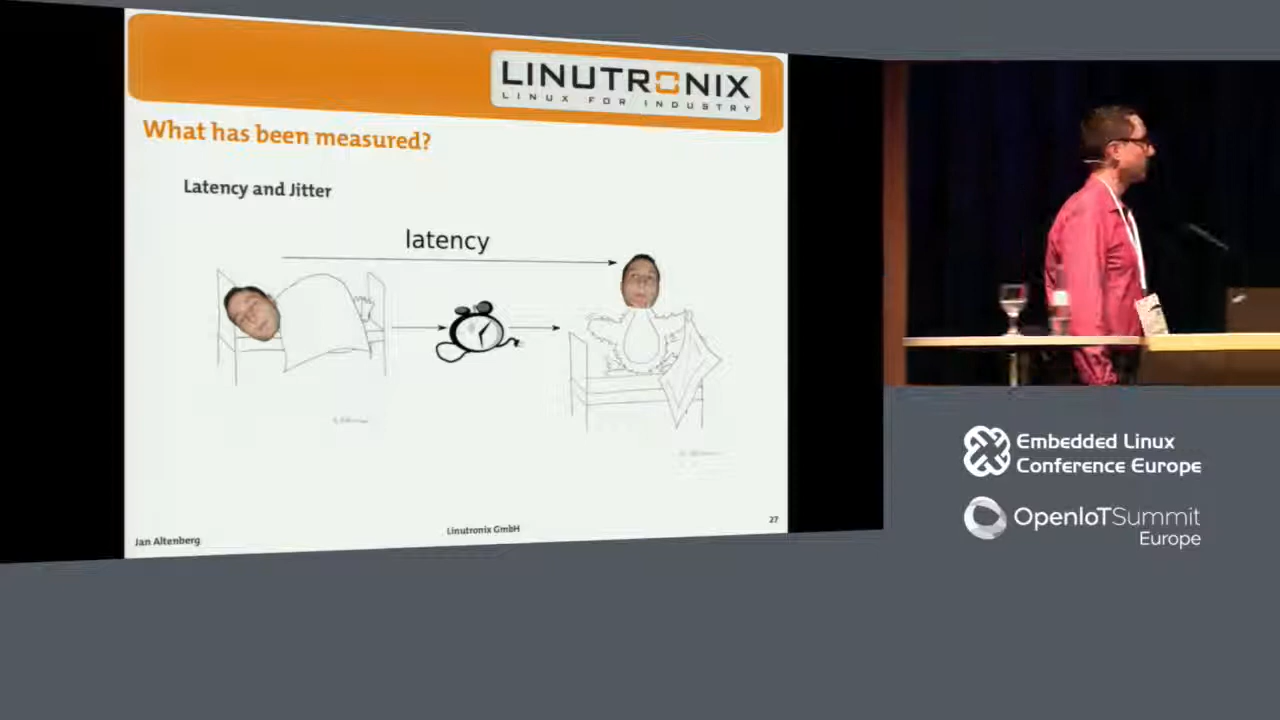 LINUTRONIX
LINUX FOR INDUSTRY
What has been measured?
Latency and Jitter
latency
Jan Altenberg
Linutronix GmbH
27
Embedded Linux
Conference Europe
OpenIoTSummit
Europe